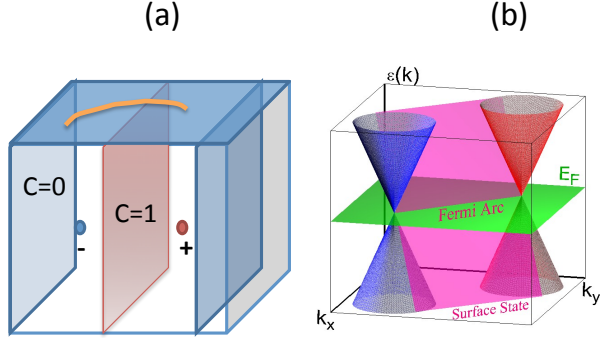 (a)
(b)
C=0
C=1
-
+
ε(k)
E_F
Fermi Arc
Surface State
k_x
k_y